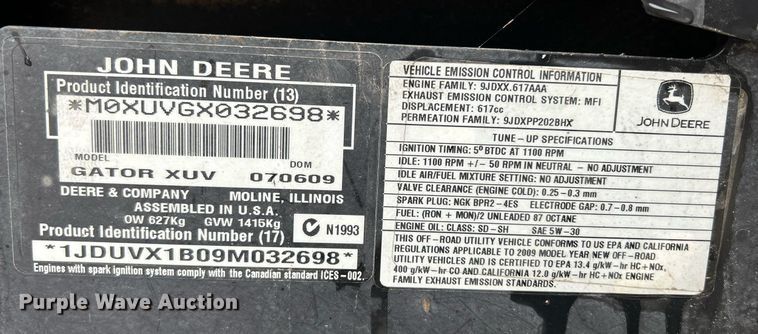 JOHN DEERE
Product Identification Number (13)
*M0XUVGX032698*
MODEL DOM
GATOR XUV 070609
DEERE & COMPANY MOLINE, ILLINOIS
ASSEMBLED IN U.S.A.
OW 627Kg GVW 1415Kg
Product Identification Number (17)
N1993
*1JDUVX1B09M032698*
Engines with spark ignition system comply with the Canadian standard ICES-002.
VEHICLE EMISSION CONTROL INFORMATION
ENGINE FAMILY: 9JDXX.617AAA
EXHAUST EMISSION CONTROL SYSTEM: MFI
DISPLACEMENT: 617cc
PERMEATION FAMILY: 9JDXPP202BHX
JOHN DEERE
TUNE-UP SPECIFICATIONS
IGNITION TIMING: 5° BTDC AT 1100 RPM
IDLE: 1100 RPM +/- 50 RPM IN NEUTRAL - NO ADJUSTMENT
IDLE AIR/FUEL MIXTURE SETTING: NO ADJUSTMENT
VALVE CLEARANCE (ENGINE COLD): 0.25-0.3 mm
SPARK PLUG: NGK BPR2-4ES ELECTRODE GAP: 0.7-0.8 mm
FUEL: (RON + MON)/2 UNLEADED 87 OCTANE
ENGINE OIL: CLASS: SD-SH SAE 5W-30
THIS OFF-ROAD UTILITY VEHICLE CONFORMS TO US EPA AND CALIFORNIA
REGULATIONS APPLICABLE TO 2009 MODEL YEAR NEW OFF-ROAD
VEHICLES AND IS CERTIFIED TO EPA 13.4 g/kW-hr HC+NOx,
400 g/kW-hr CO AND CALIFORNIA 12.0 g/kW-hr HC+NOx ENGINE
FAMILY EXHAUST EMISSION STANDARDS.
Purple Wave Auction